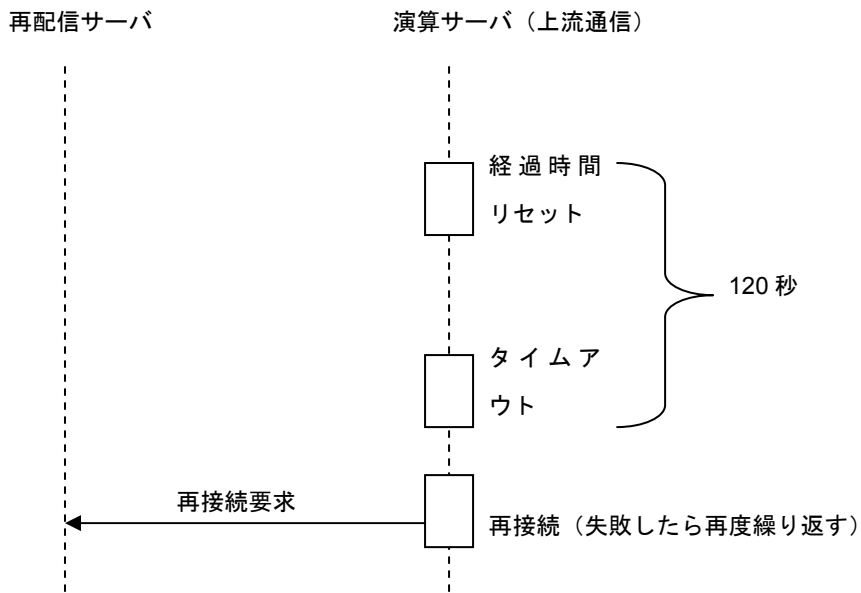 再配信サーバ
演算サーバ（上流通信）
経過時間
リセット
120 秒
タイムア
ウト
再接続要求
再接続（失敗したら再度繰り返す）